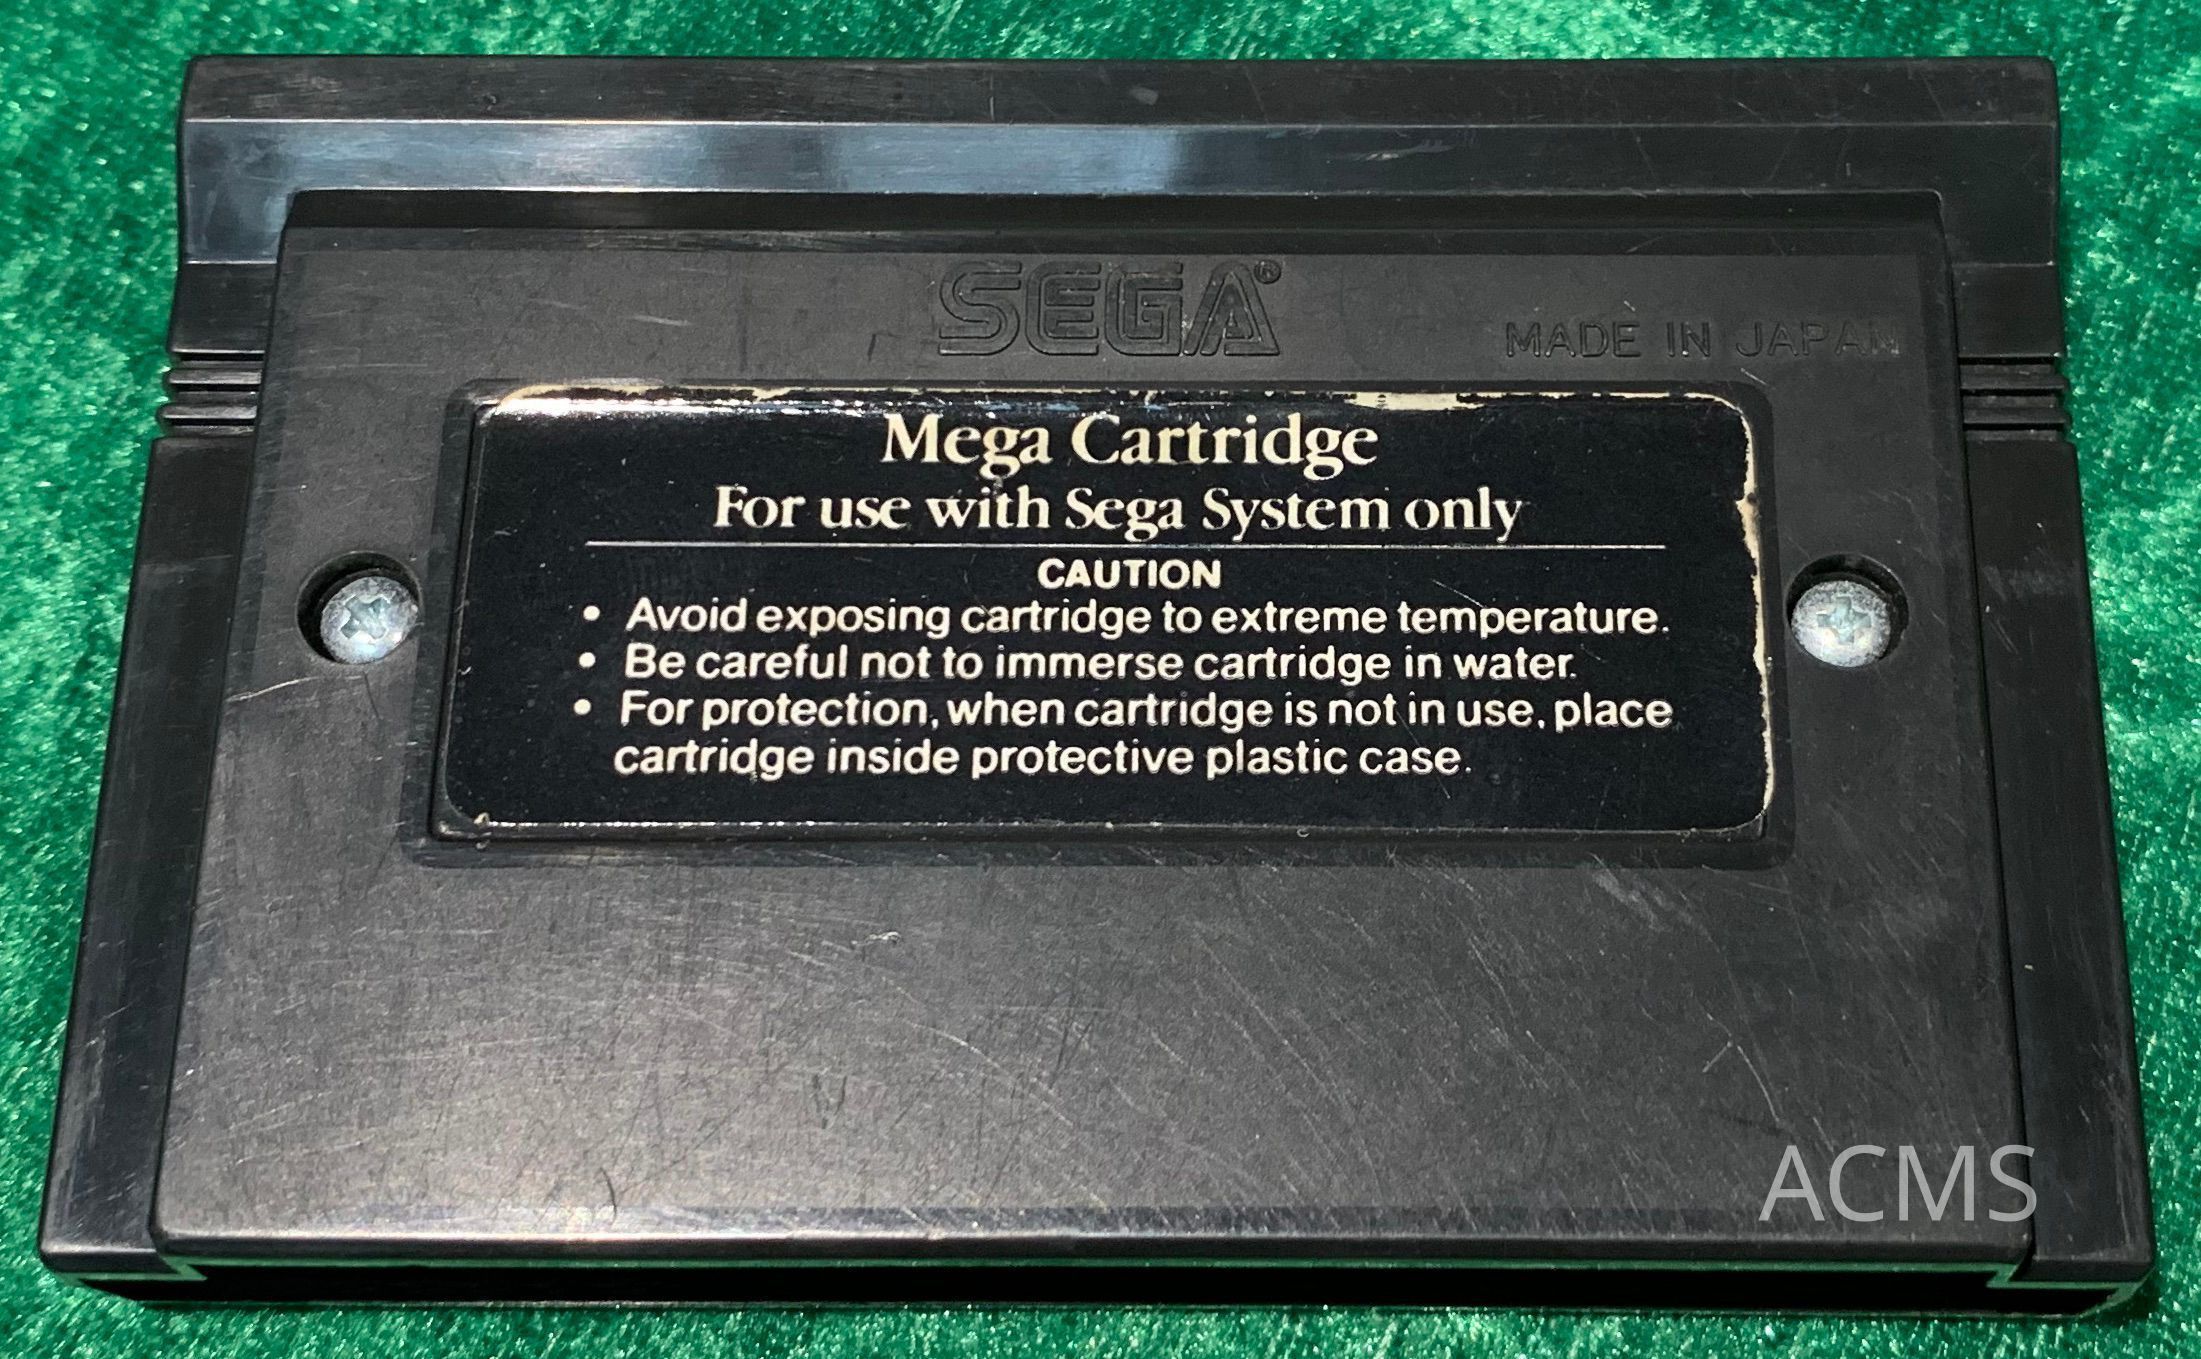 SEGA®
MADE IN JAPAN
Mega Cartridge
For use with Sega System only
CAUTION
• Avoid exposing cartridge to extreme temperature.
• Be careful not to immerse cartridge in water.
• For protection, when cartridge is not in use, place
cartridge inside protective plastic case.
ACMS